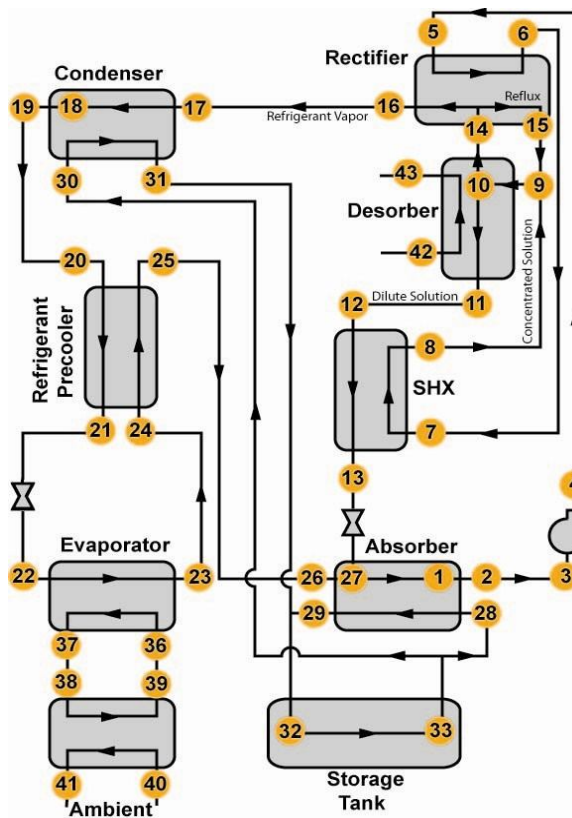 5
6
Rectifier
Condenser
19
18
17
16
Reflux
Refrigerant Vapor
14
15
30
31
43
10
9
Desorber
42
20
25
12
Dilute Solution
11
Concentrated Solution
Refrigerant
Precooler
8
SHX
21
24
7
13
4
Evaporator
Absorber
22
23
26
27
1
2
3
29
28
37
36
38
39
32
33
41
40
Ambient
Storage
Tank